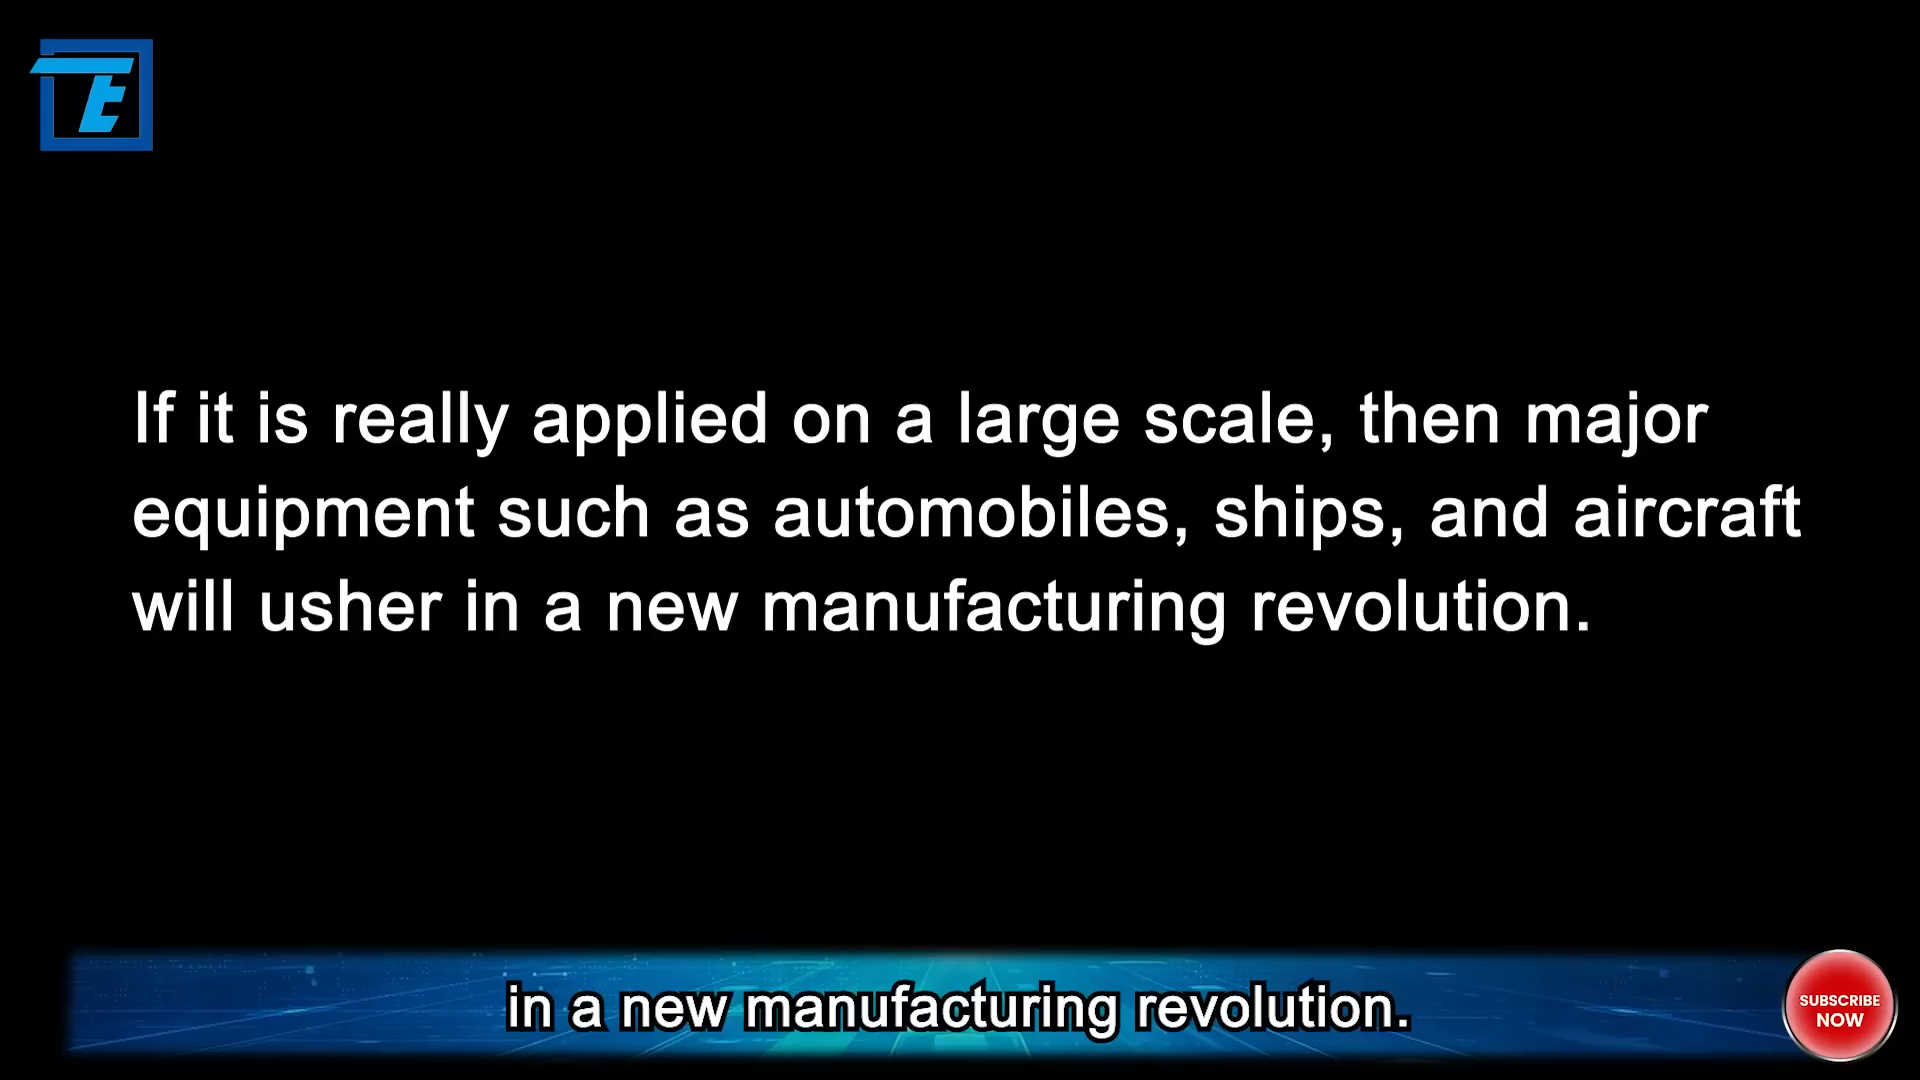 TE
If it is really applied on a large scale, then major
equipment such as automobiles, ships, and aircraft
will usher in a new manufacturing revolution.
in a new manufacturing revolution.
SUBSCRIBE
NOW